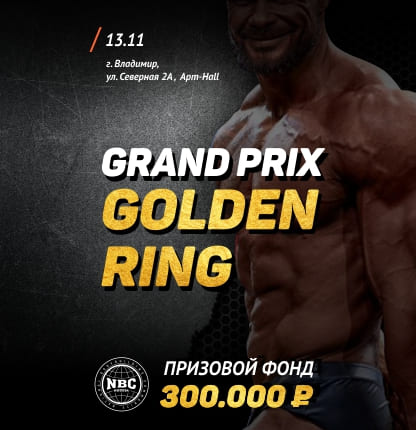 13.11
г. Владимир,
ул. Северная 2А , Арт-Hall
GRAND PRIX
GOLDEN
RING
NBC
ПРИЗОВОЙ ФОНД
300.000 ₽